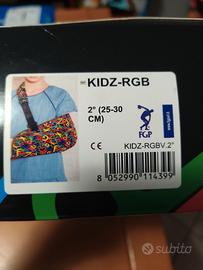 KIDZ-RGB
2" (25-30
CM)
FGP
CE
KIDZ-RGBV.2"
8 052990 114399
subito